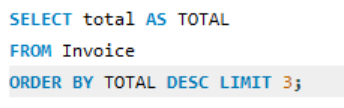 SELECT total AS TOTAL
FROM Invoice
ORDER BY TOTAL DESC LIMIT 3;